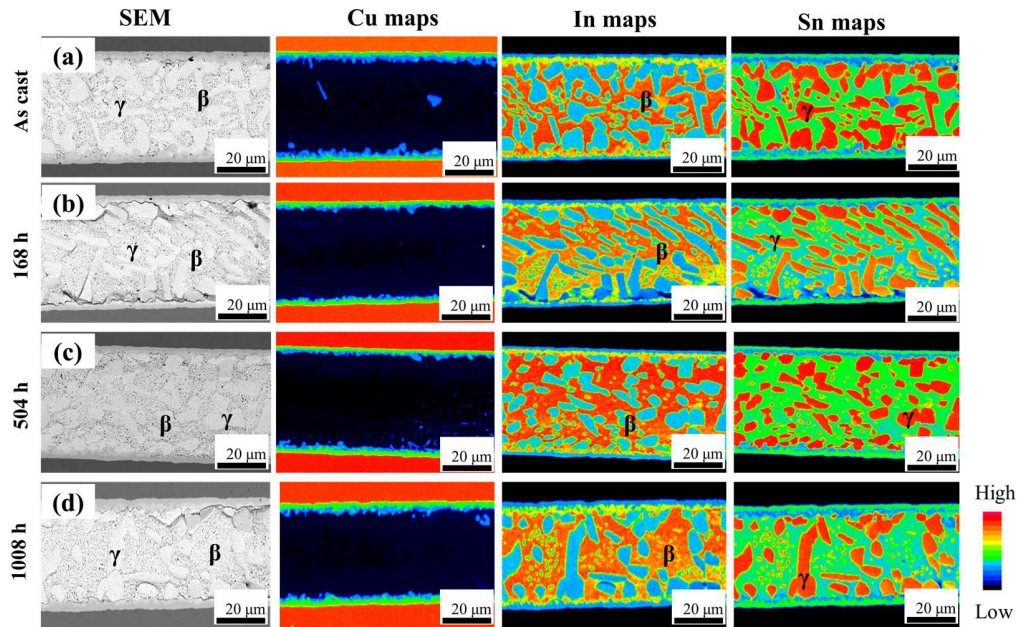 SEM Cu maps In maps Sn maps
As cast
(a) γ β 20 μm 20 μm β 20 μm γ 20 μm
168 h
(b) γ β 20 μm 20 μm β 20 μm γ 20 μm
504 h
(c) β γ 20 μm 20 μm β 20 μm γ 20 μm
1008 h
(d) γ β 20 μm 20 μm β 20 μm γ 20 μm
High
Low